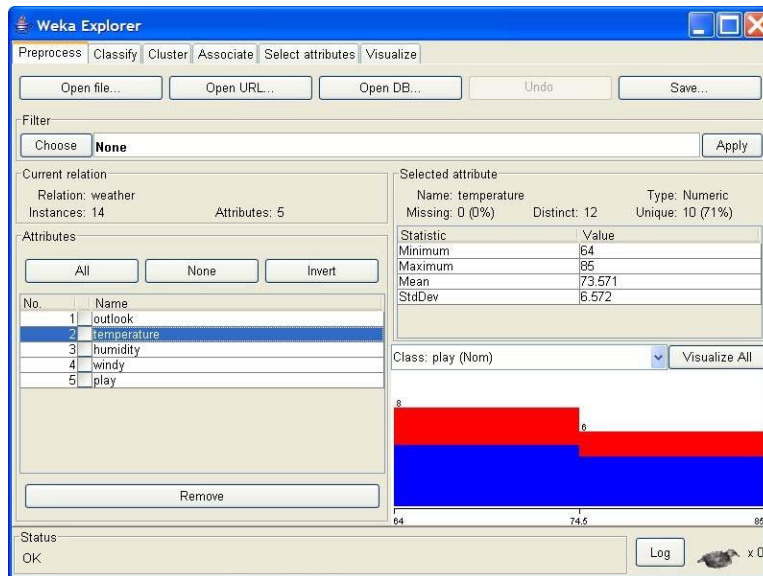 Weka Explorer
Preprocess Classify Cluster Associate Select attributes Visualize
Open file... Open URL... Open DB... Undo Save...
Filter
Choose None Apply
Current relation
Relation: weather
Instances: 14 Attributes: 5
Selected attribute
Name: temperature Type: Numeric
Missing: 0 (0%) Distinct: 12 Unique: 10 (71%)
Statistic Value
Minimum 64
Maximum 85
Mean 73.571
StdDev 6.572
Attributes
All None Invert
No. Name
1 outlook
2 temperature
3 humidity
4 windy
5 play
Remove
Class: play (Nom) Visualize All
8
6
64 74.5 85
Status
OK
Log x 0